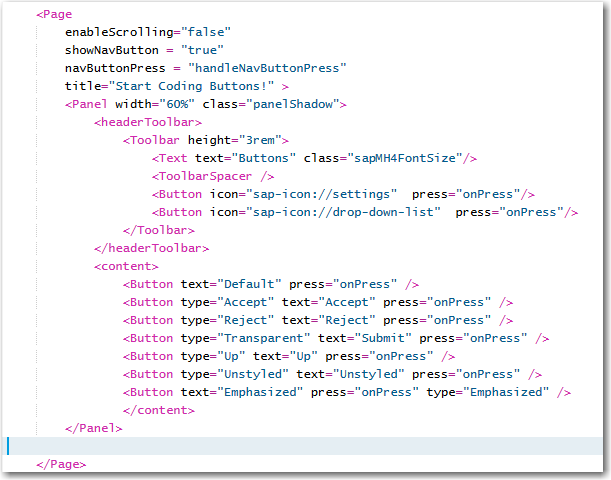 <Page
enableScrolling="false"
showNavButton = "true"
navButtonPress = "handleNavButtonPress"
title="Start Coding Buttons!" >
<Panel width="60%" class="panelShadow">
<headerToolbar>
<Toolbar height="3rem">
<Text text="Buttons" class="sapMH4FontSize"/>
<ToolbarSpacer />
<Button icon="sap-icon://settings"  press="onPress"/>
<Button icon="sap-icon://drop-down-list"  press="onPress"/>
</Toolbar>
</headerToolbar>
<content>
<Button text="Default" press="onPress" />
<Button type="Accept" text="Accept" press="onPress" />
<Button type="Reject" text="Reject" press="onPress" />
<Button type="Transparent" text="Submit" press="onPress" />
<Button type="Up" text="Up" press="onPress" />
<Button type="Unstyled" text="Unstyled" press="onPress" />
<Button text="Emphasized" press="onPress" type="Emphasized" />
</content>
</Panel>
</Page>